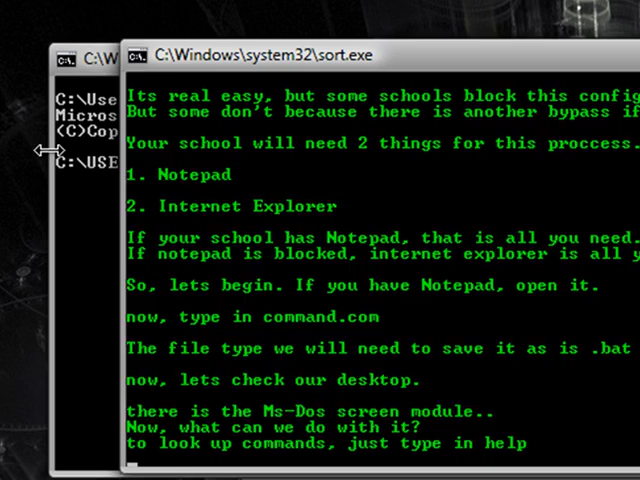 C:\W
C:\Windows\system32\sort.exe
C:\Use
Micros
(C)Cop
C:\USE
Its real easy, but some schools block this config
But some don't because there is another bypass if
Your school will need 2 things for this proccess.
1. Notepad
2. Internet Explorer
If your school has Notepad, that is all you need.
If notepad is blocked, internet explorer is all y
So, lets begin. If you have Notepad, open it.
now, type in command.com
The file type we will need to save it as is .bat
now, lets check our desktop.
there is the Ms-Dos screen module..
Now, what can we do with it?
to look up commands, just type in help